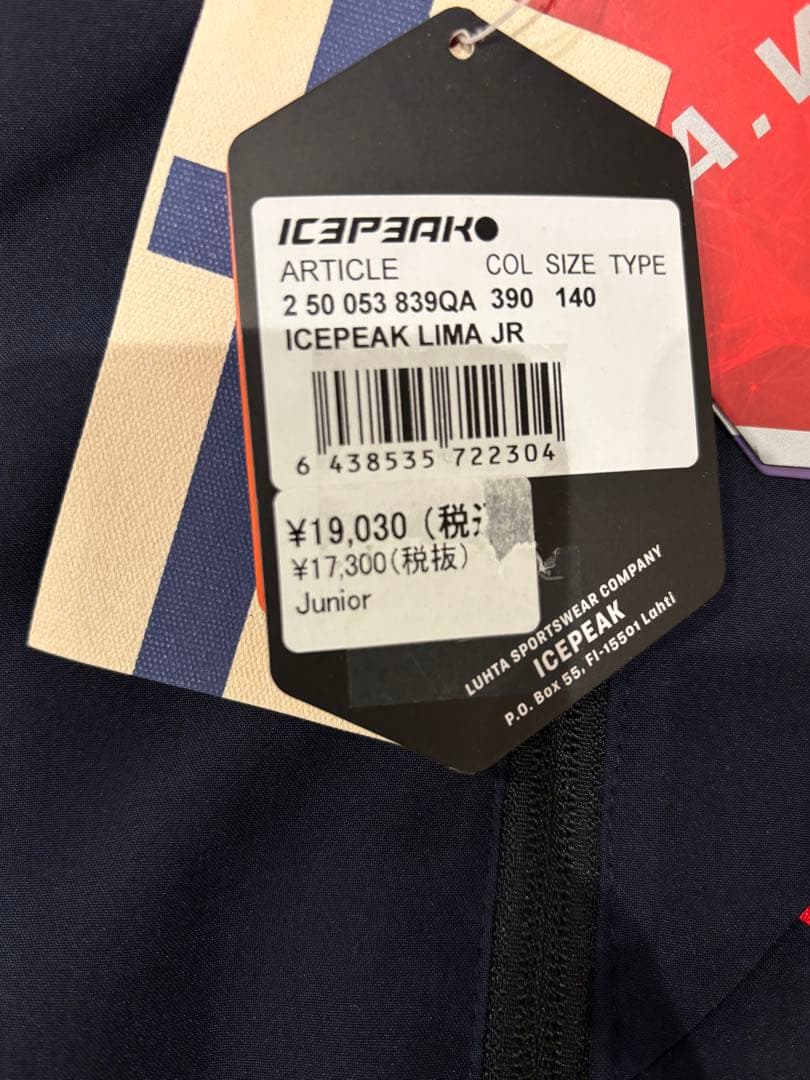 A.W
ICEPEAK
ARTICLE COL SIZE TYPE
2 50 053 839QA 390 140
ICEPEAK LIMA JR
6 438535 722304
¥19,030 (税
¥17,300(税抜)
Junior
LUHTA SPORTSWEAR COMPANY
ICEPEAK
P.O. Box 55, FI-15501 Lahti